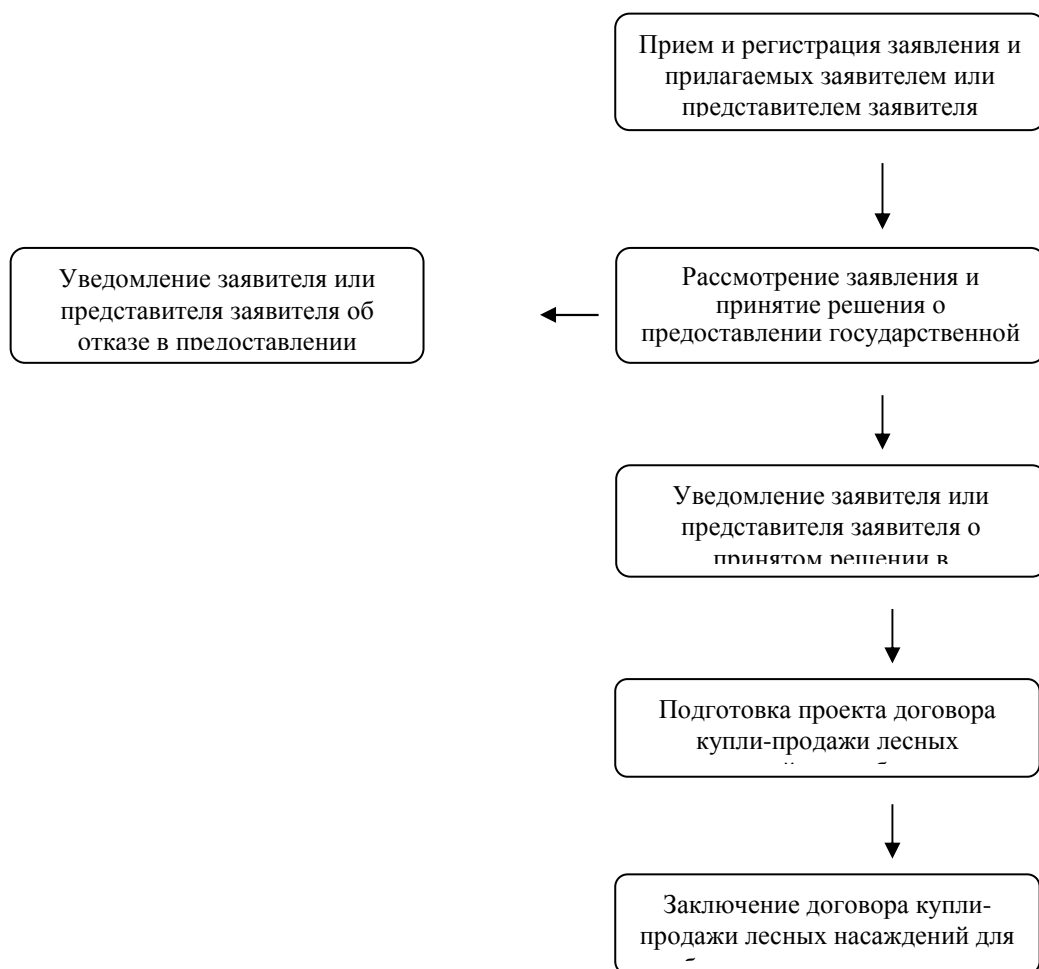 Прием и регистрация заявления и
прилагаемых заявителем или
представителем заявителя
Уведомление заявителя или
представителя заявителя об
отказе в предоставлении
Рассмотрение заявления и
принятие решения о
предоставлении государственной
Уведомление заявителя или
представителя заявителя о
принятом решении в
Подготовка проекта договора
купли-продажи лесных
Заключение договора купли-
продажи лесных насаждений для